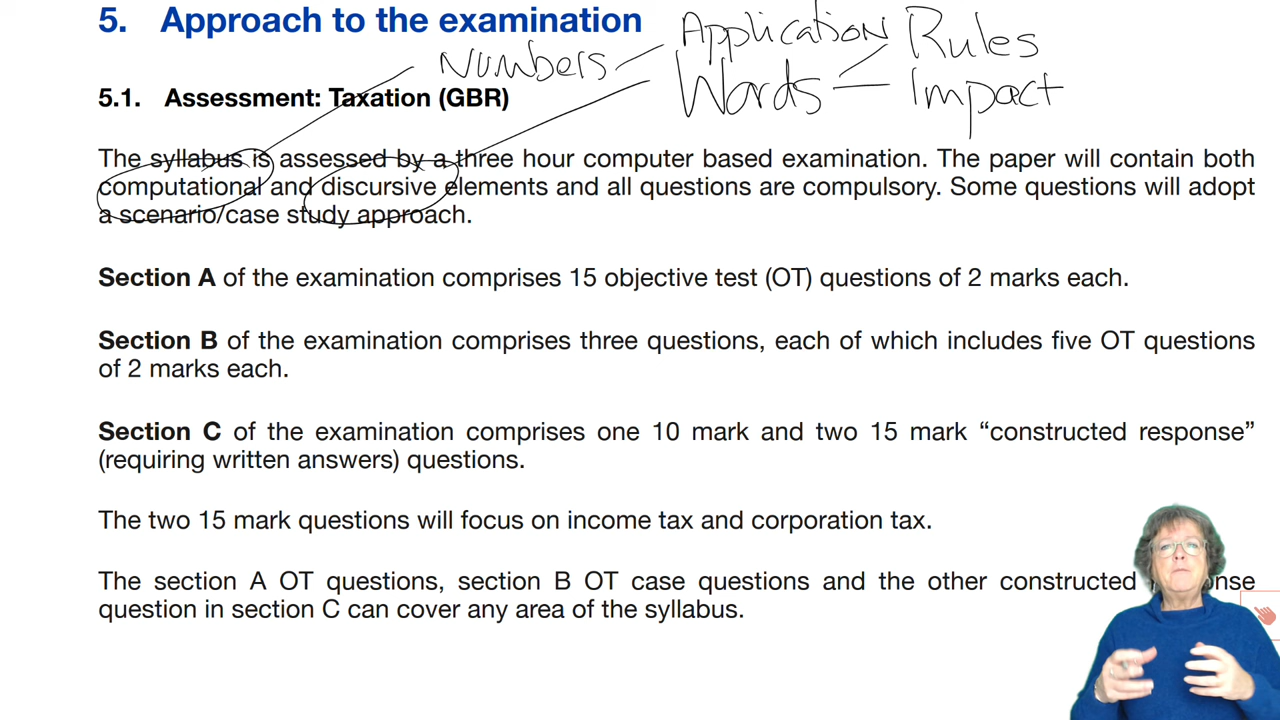 5. Approach to the examination
Numbers
Application
Words
Rules
Impact
5.1. Assessment: Taxation (GBR)
The syllabus is assessed by a three hour computer based examination. The paper will contain both
computational and discursive elements and all questions are compulsory. Some questions will adopt
a scenario/case study approach.
Section A of the examination comprises 15 objective test (OT) questions of 2 marks each.
Section B of the examination comprises three questions, each of which includes five OT questions
of 2 marks each.
Section C of the examination comprises one 10 mark and two 15 mark “constructed response”
(requiring written answers) questions.
The two 15 mark questions will focus on income tax and corporation tax.
The section A OT questions, section B OT case questions and the other constructed
question in section C can cover any area of the syllabus.